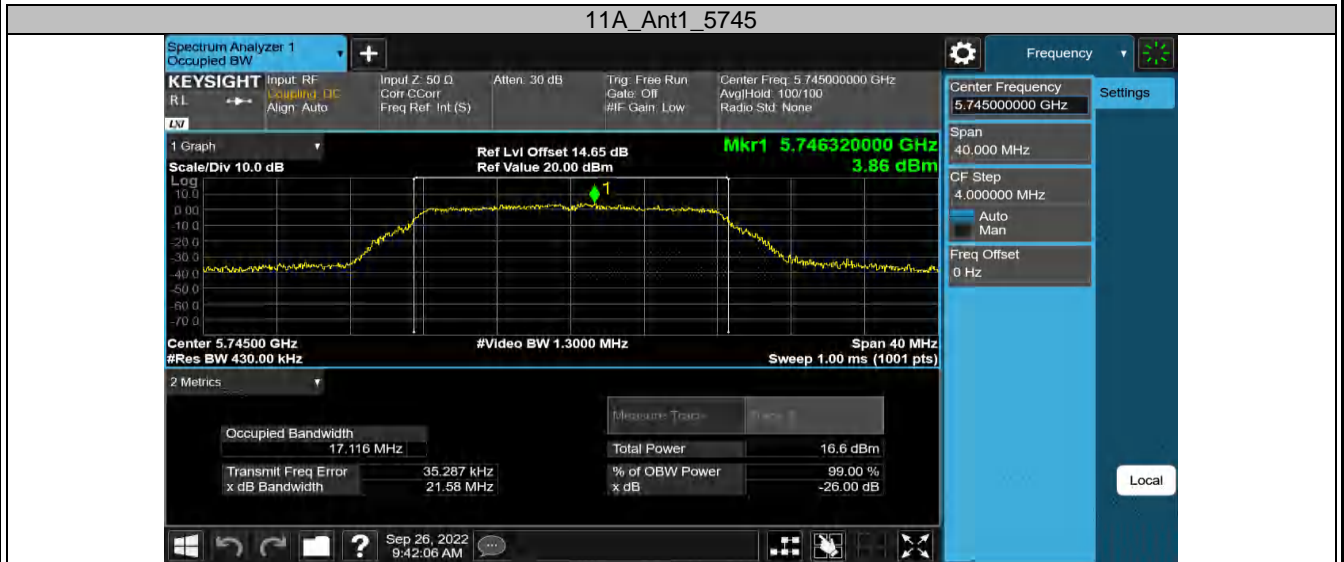 11A_Ant1_5745
Spectrum Analyzer 1
Occupied BW
+
Frequency
KEYSIGHT
RL
LXI
Input: RF
Coupling: DC
Align: Auto
Input Z: 50 Ω
Corr CCorr
Freq Ref: Int (S)
Atten: 30 dB
Trig: Free Run
Gate: Off
#IF Gain: Low
Center Freq: 5.745000000 GHz
Avg|Hold: 100/100
Radio Std: None
Center Frequency
5.745000000 GHz
Settings
Span
40.000 MHz
CF Step
4.000000 MHz
Auto
Man
Freq Offset
0 Hz
Local
1 Graph
Scale/Div 10.0 dB
Ref Lvl Offset 14.65 dB
Ref Value 20.00 dBm
Mkr1 5.746320000 GHz
3.86 dBm
Log
1
10.0
0.00
-10.0
-20.0
-30.0
-40.0
-50.0
-60.0
-70.0
Center 5.74500 GHz
#Video BW 1.3000 MHz
Span 40 MHz
#Res BW 430.00 kHz
Sweep 1.00 ms (1001 pts)
2 Metrics
Measure Trace
Occupied Bandwidth
17.116 MHz
Total Power 16.6 dBm
Transmit Freq Error 35.287 kHz
% of OBW Power 99.00 %
x dB Bandwidth 21.58 MHz
x dB -26.00 dB
?
Sep 26, 2022
9:42:06 AM